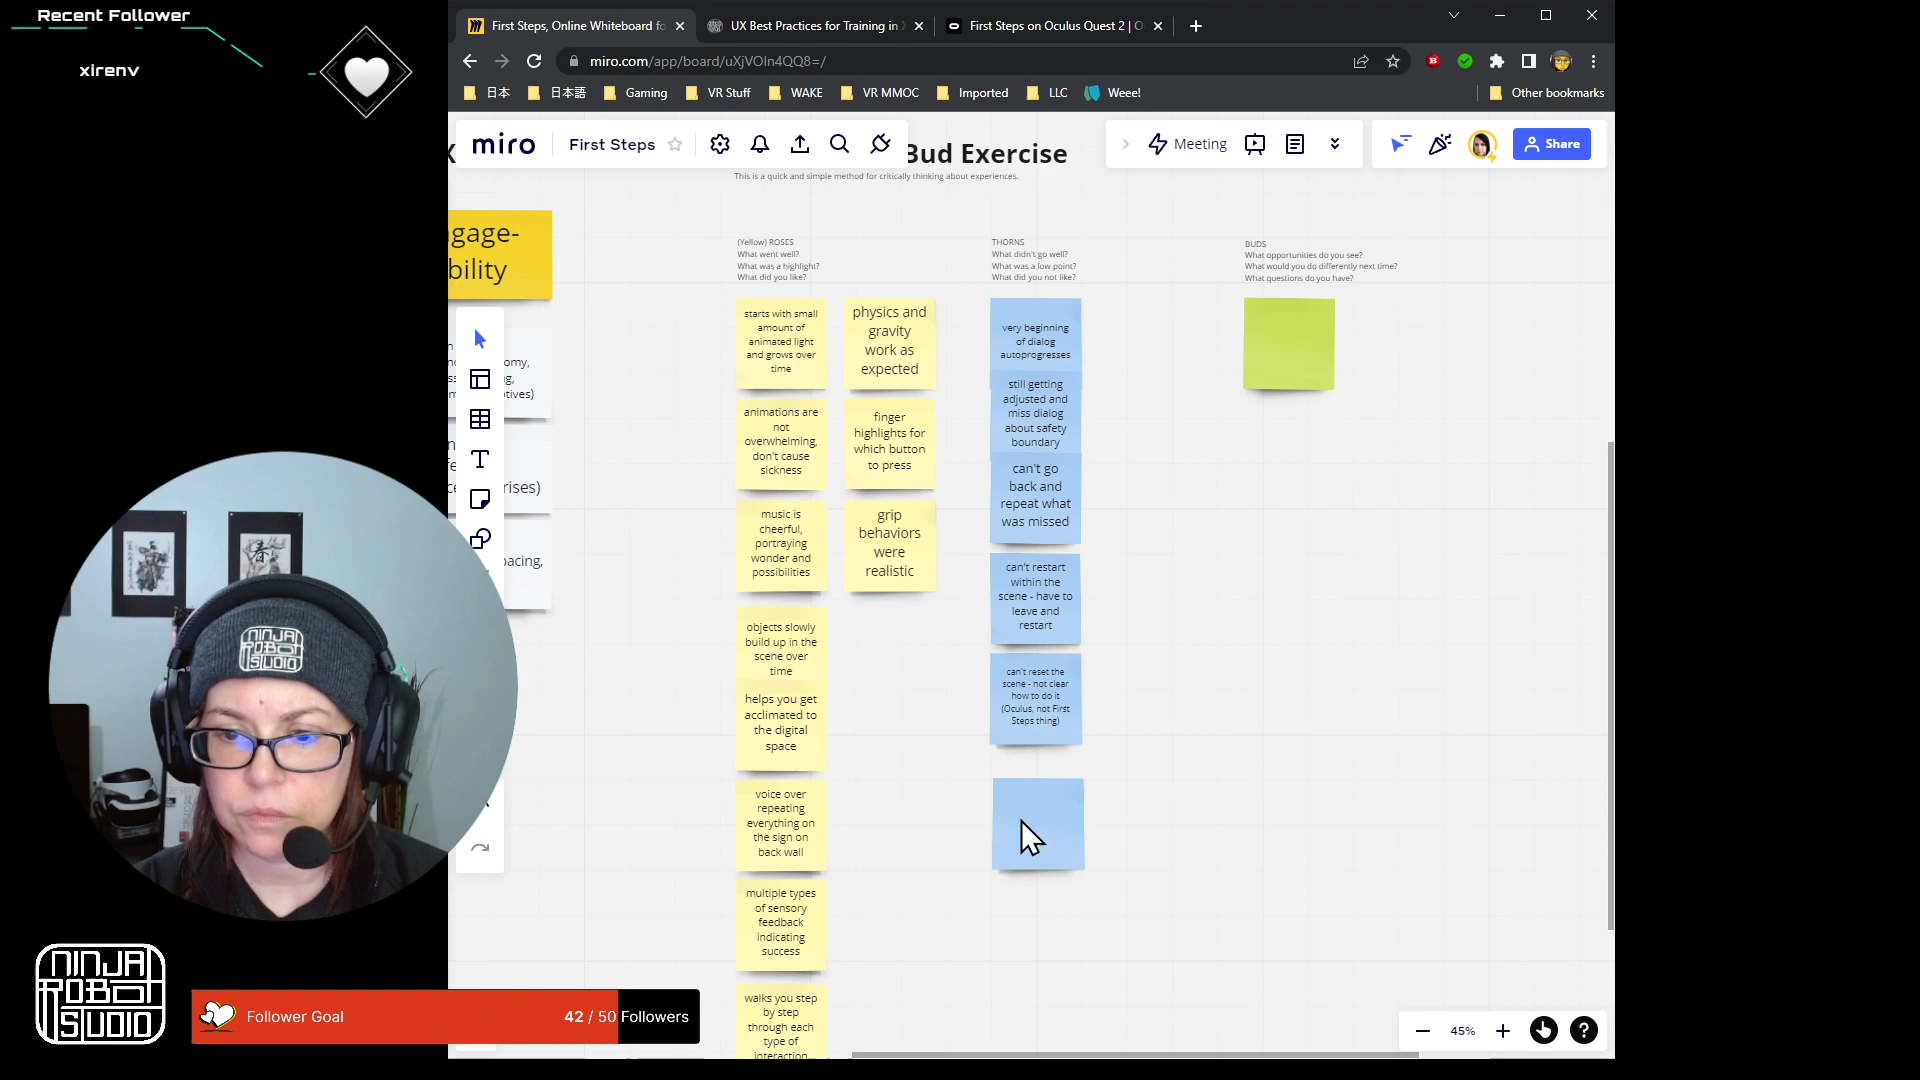 Recent Follower
xirenv
First Steps, Online Whiteboard fo
UX Best Practices for Training in
First Steps on Oculus Quest 2 | O
miro.com/app/board/uXjVOIn4QQ8=/
日本
日本語
Gaming
VR Stuff
WAKE
VR MMOC
Imported
LLC
Weee!
Other bookmarks
miro
First Steps
Bud Exercise
Meeting
Share
This is a quick and simple method for critically thinking about experiences.
gage-
bility
omy,
g,
tives)
rises)
pacing,
(Yellow) ROSES
What went well?
What was a highlight?
What did you like?
starts with small
amount of
animated light
and grows over
time
animations are
not
overwhelming,
don't cause
sickness
music is
cheerful,
portraying
wonder and
possibilities
objects slowly
build up in the
scene over
time
helps you get
acclimated to
the digital
space
voice over
repeating
everything on
the sign on
back wall
multiple types
of sensory
feedback
indicating
success
walks you step
by step
through each
type of
interaction...
physics and
gravity
work as
expected
finger
highlights for
which button
to press
grip
behaviors
were
realistic
THORNS
What didn't go well?
What was a low point?
What did you not like?
very beginning
of dialog
autoprogresses
still getting
adjusted and
miss dialog
about safety
boundary
can't go
back and
repeat what
was missed
can't restart
within the
scene - have to
leave and
restart
can't reset the
scene - not clear
how to do it
(Oculus, not First
Steps thing)
BUDS
What opportunities do you see?
What would you do differently next time?
What questions do you have?
45%
NINJA
ROBOT
STUDIO
春
NINJA
ROBOT
STUDIO
Follower Goal
42 / 50 Followers